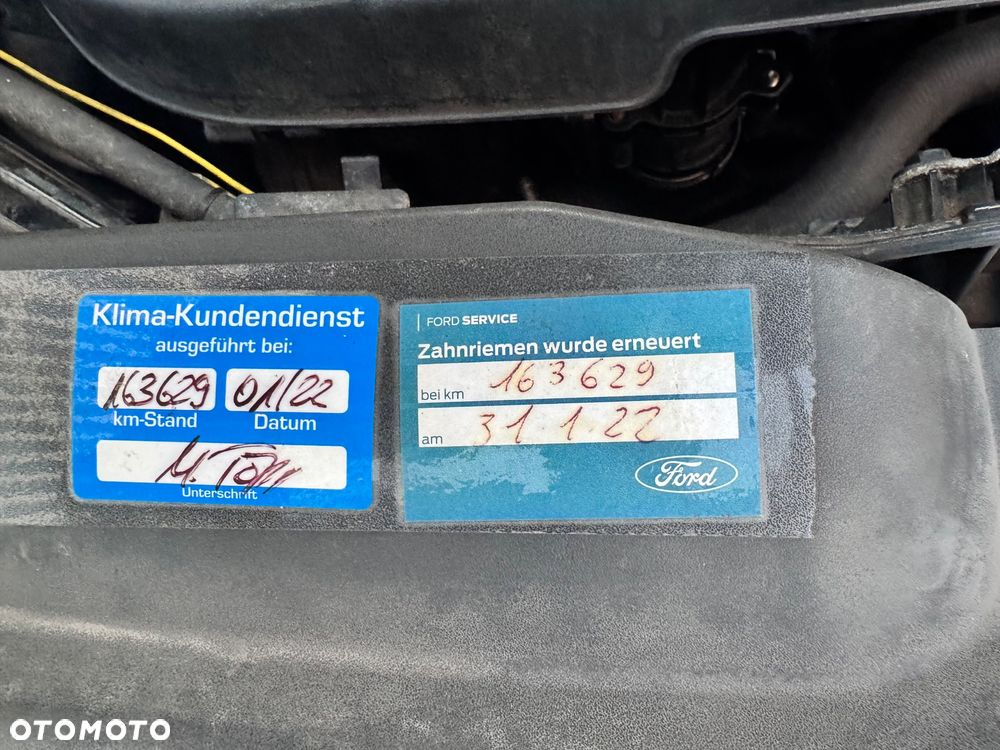 Klima-Kundendienst
ausgeführt bei:
163629 01/22
km-Stand Datum
Unterschrift
FORD SERVICE
Zahnriemen wurde erneuert
bei km 163629
am 31 1.22
Ford
OTOMOTO